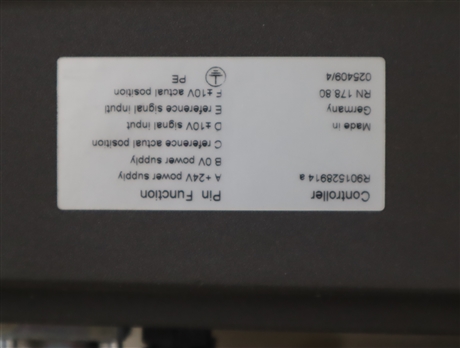 Controller Pin Function
R901528914 a A +24V power supply
B 0V power supply
C reference actual position
Made in D ±10V signal input
Germany E reference signal input
RN 178.80 F ±10V actual position
025409/4 PE